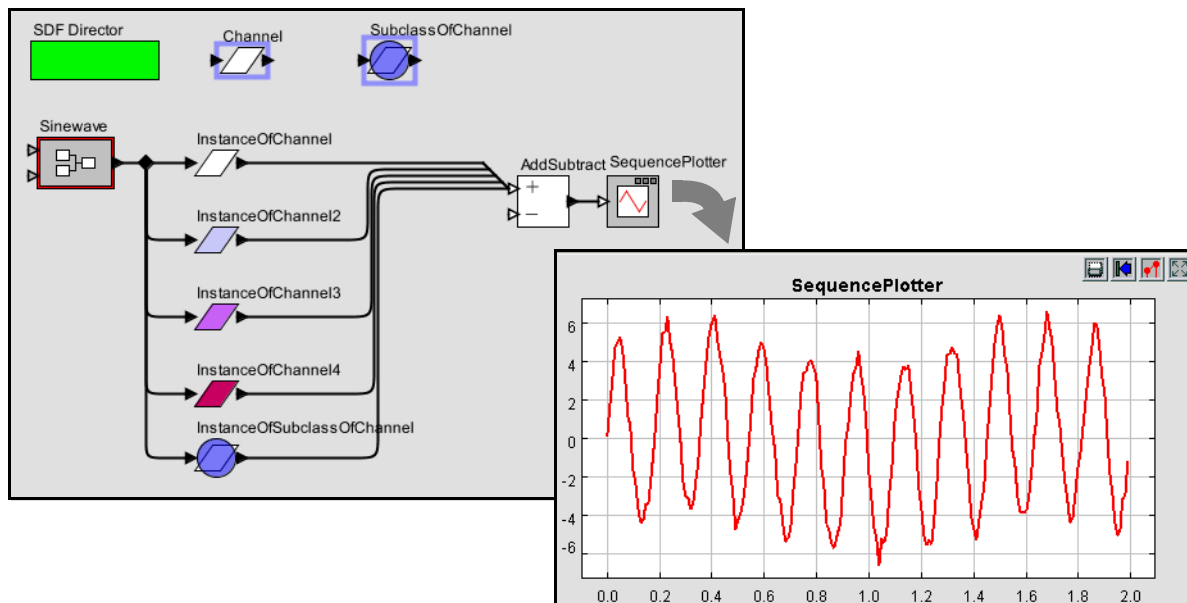 SDF Director
Channel
SubclassOfChannel
Sinewave
InstanceOfChannel
InstanceOfChannel2
InstanceOfChannel3
InstanceOfChannel4
InstanceOfSubclassOfChannel
AddSubtract
+
−
SequencePlotter
SequencePlotter
6
4
2
0
-2
-4
-6
0.0 0.2 0.4 0.6 0.8 1.0 1.2 1.4 1.6 1.8 2.0